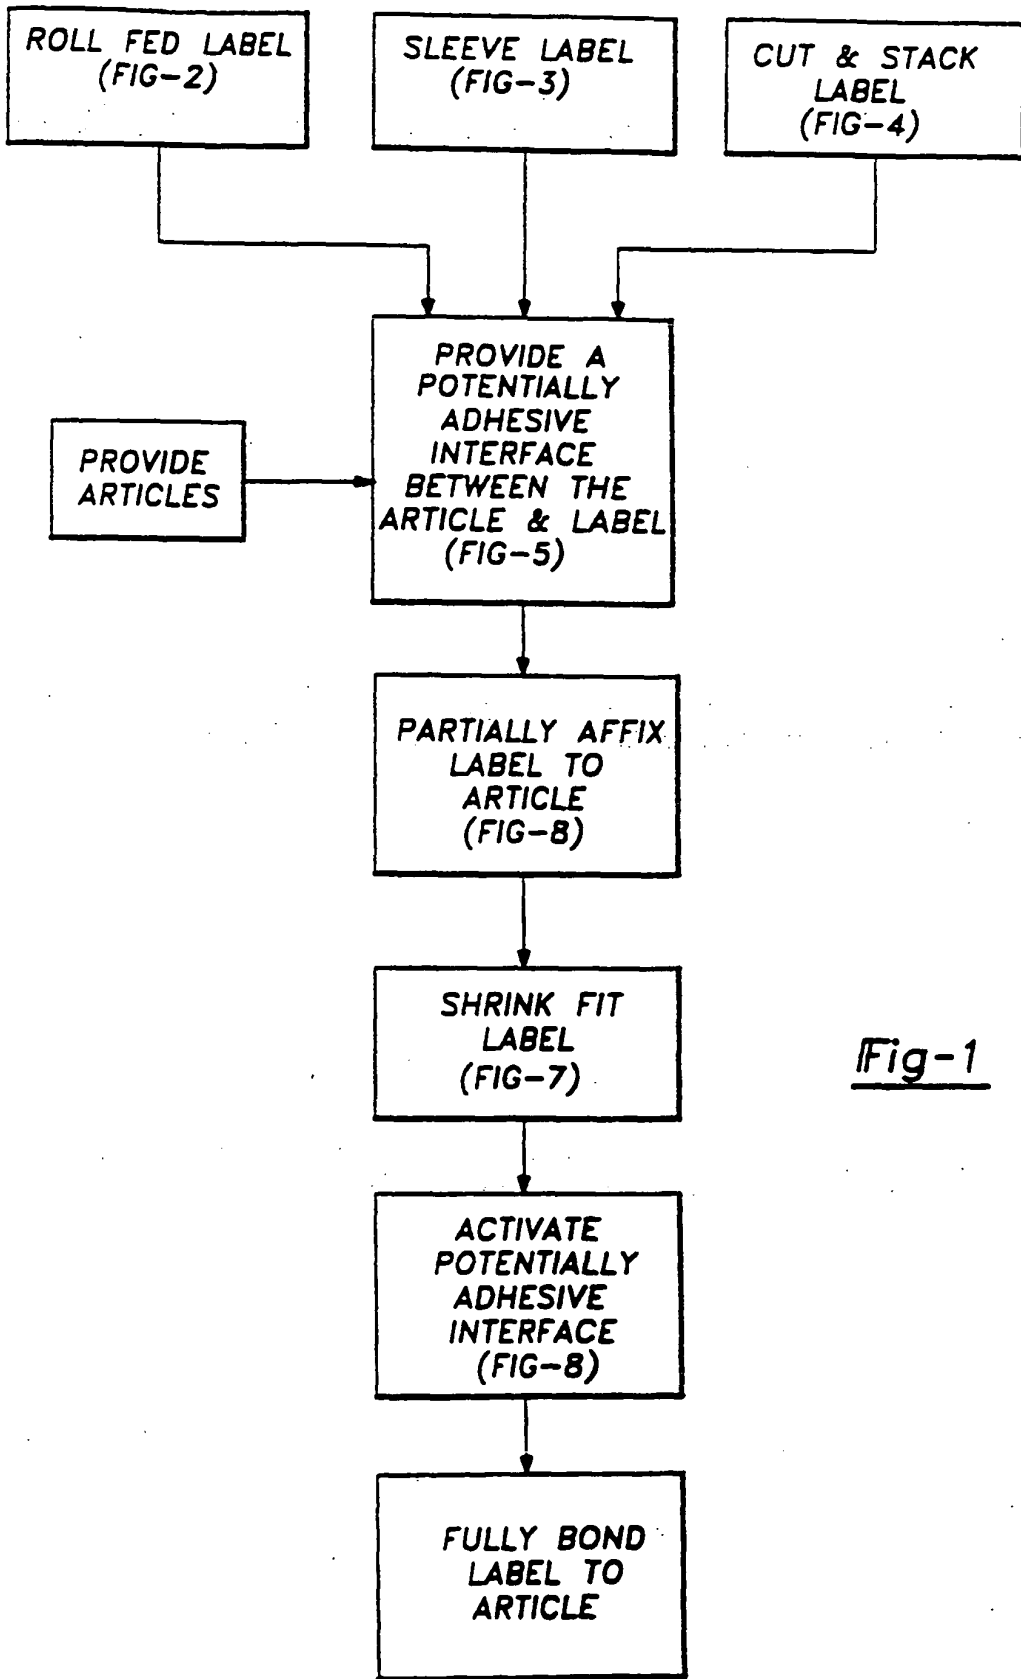 ROLL FED LABEL
(FIG-2)
SLEEVE LABEL
(FIG-3)
CUT & STACK
LABEL
(FIG-4)
PROVIDE A
POTENTIALLY
ADHESIVE
INTERFACE
BETWEEN THE
ARTICLE & LABEL
(FIG-5)
PROVIDE
ARTICLES
PARTIALLY AFFIX
LABEL TO
ARTICLE
(FIG-8)
SHRINK FIT
LABEL
(FIG-7)
Fig-1
ACTIVATE
POTENTIALLY
ADHESIVE
INTERFACE
(FIG-8)
FULLY BOND
LABEL TO
ARTICLE